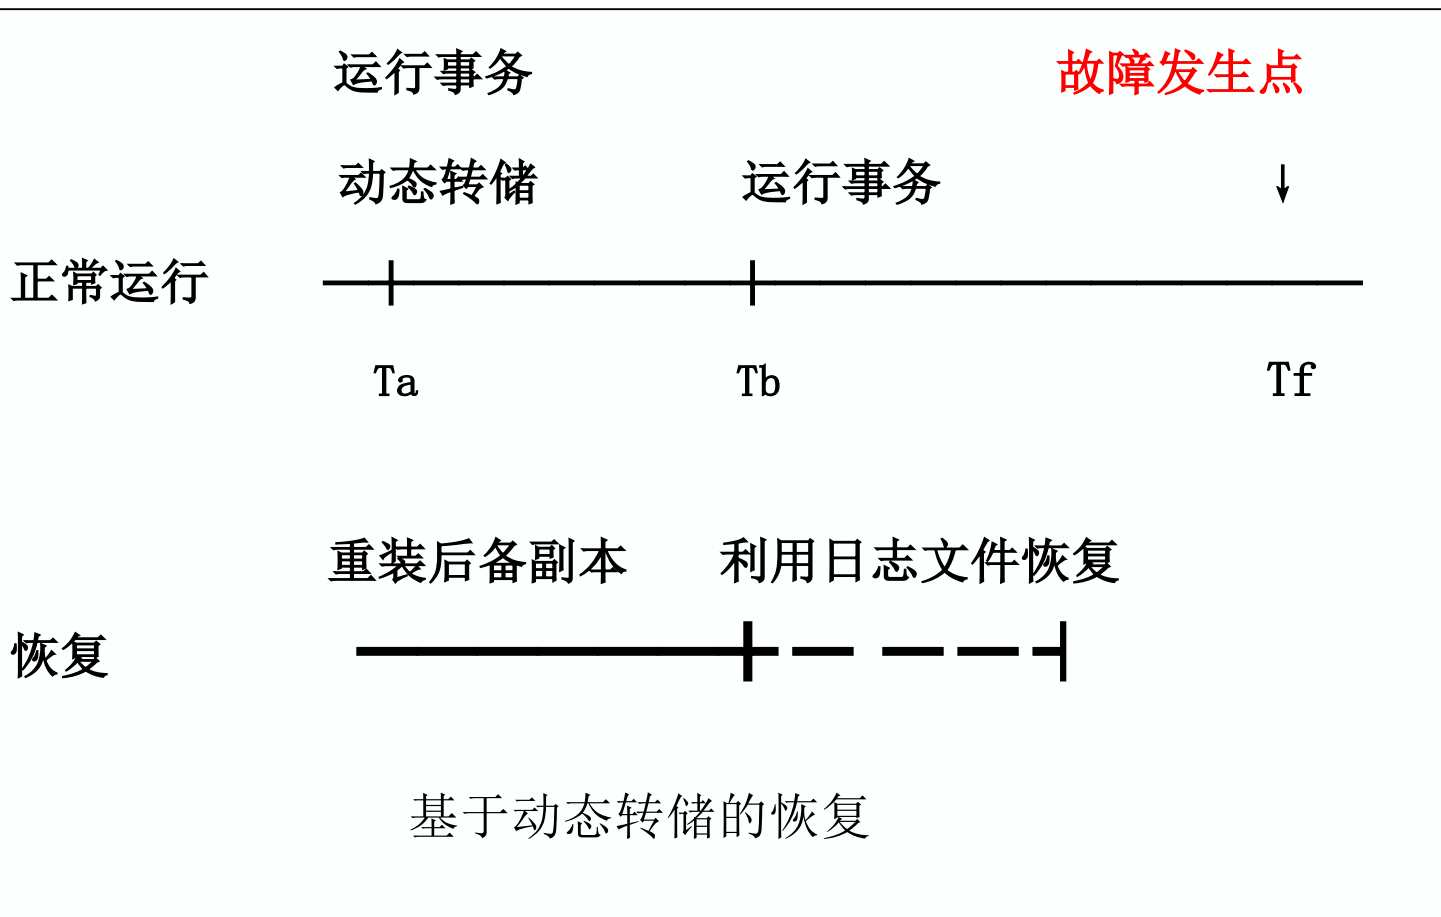 运行事务 故障发生点
动态转储 运行事务 ↓
正常运行
Ta Tb Tf
重装后备副本 利用日志文件恢复
恢复
基于动态转储的恢复